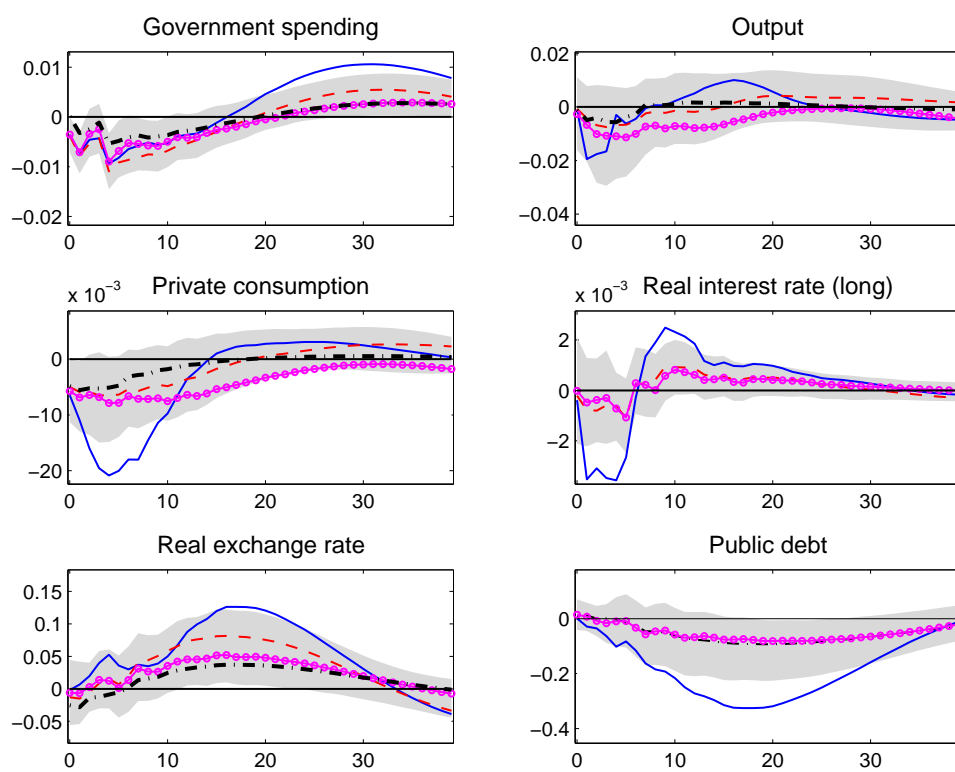 Government spending
0.01
0
−0.01
−0.02
0 10 20 30
Output
0.02
0
−0.02
−0.04
0 10 20 30
Private consumption
x 10⁻³
0
−10
−20
0 10 20 30
Real interest rate (long)
x 10⁻³
2
0
−2
0 10 20 30
Real exchange rate
0.15
0.1
0.05
0
−0.05
0 10 20 30
Public debt
0
−0.2
−0.4
0 10 20 30